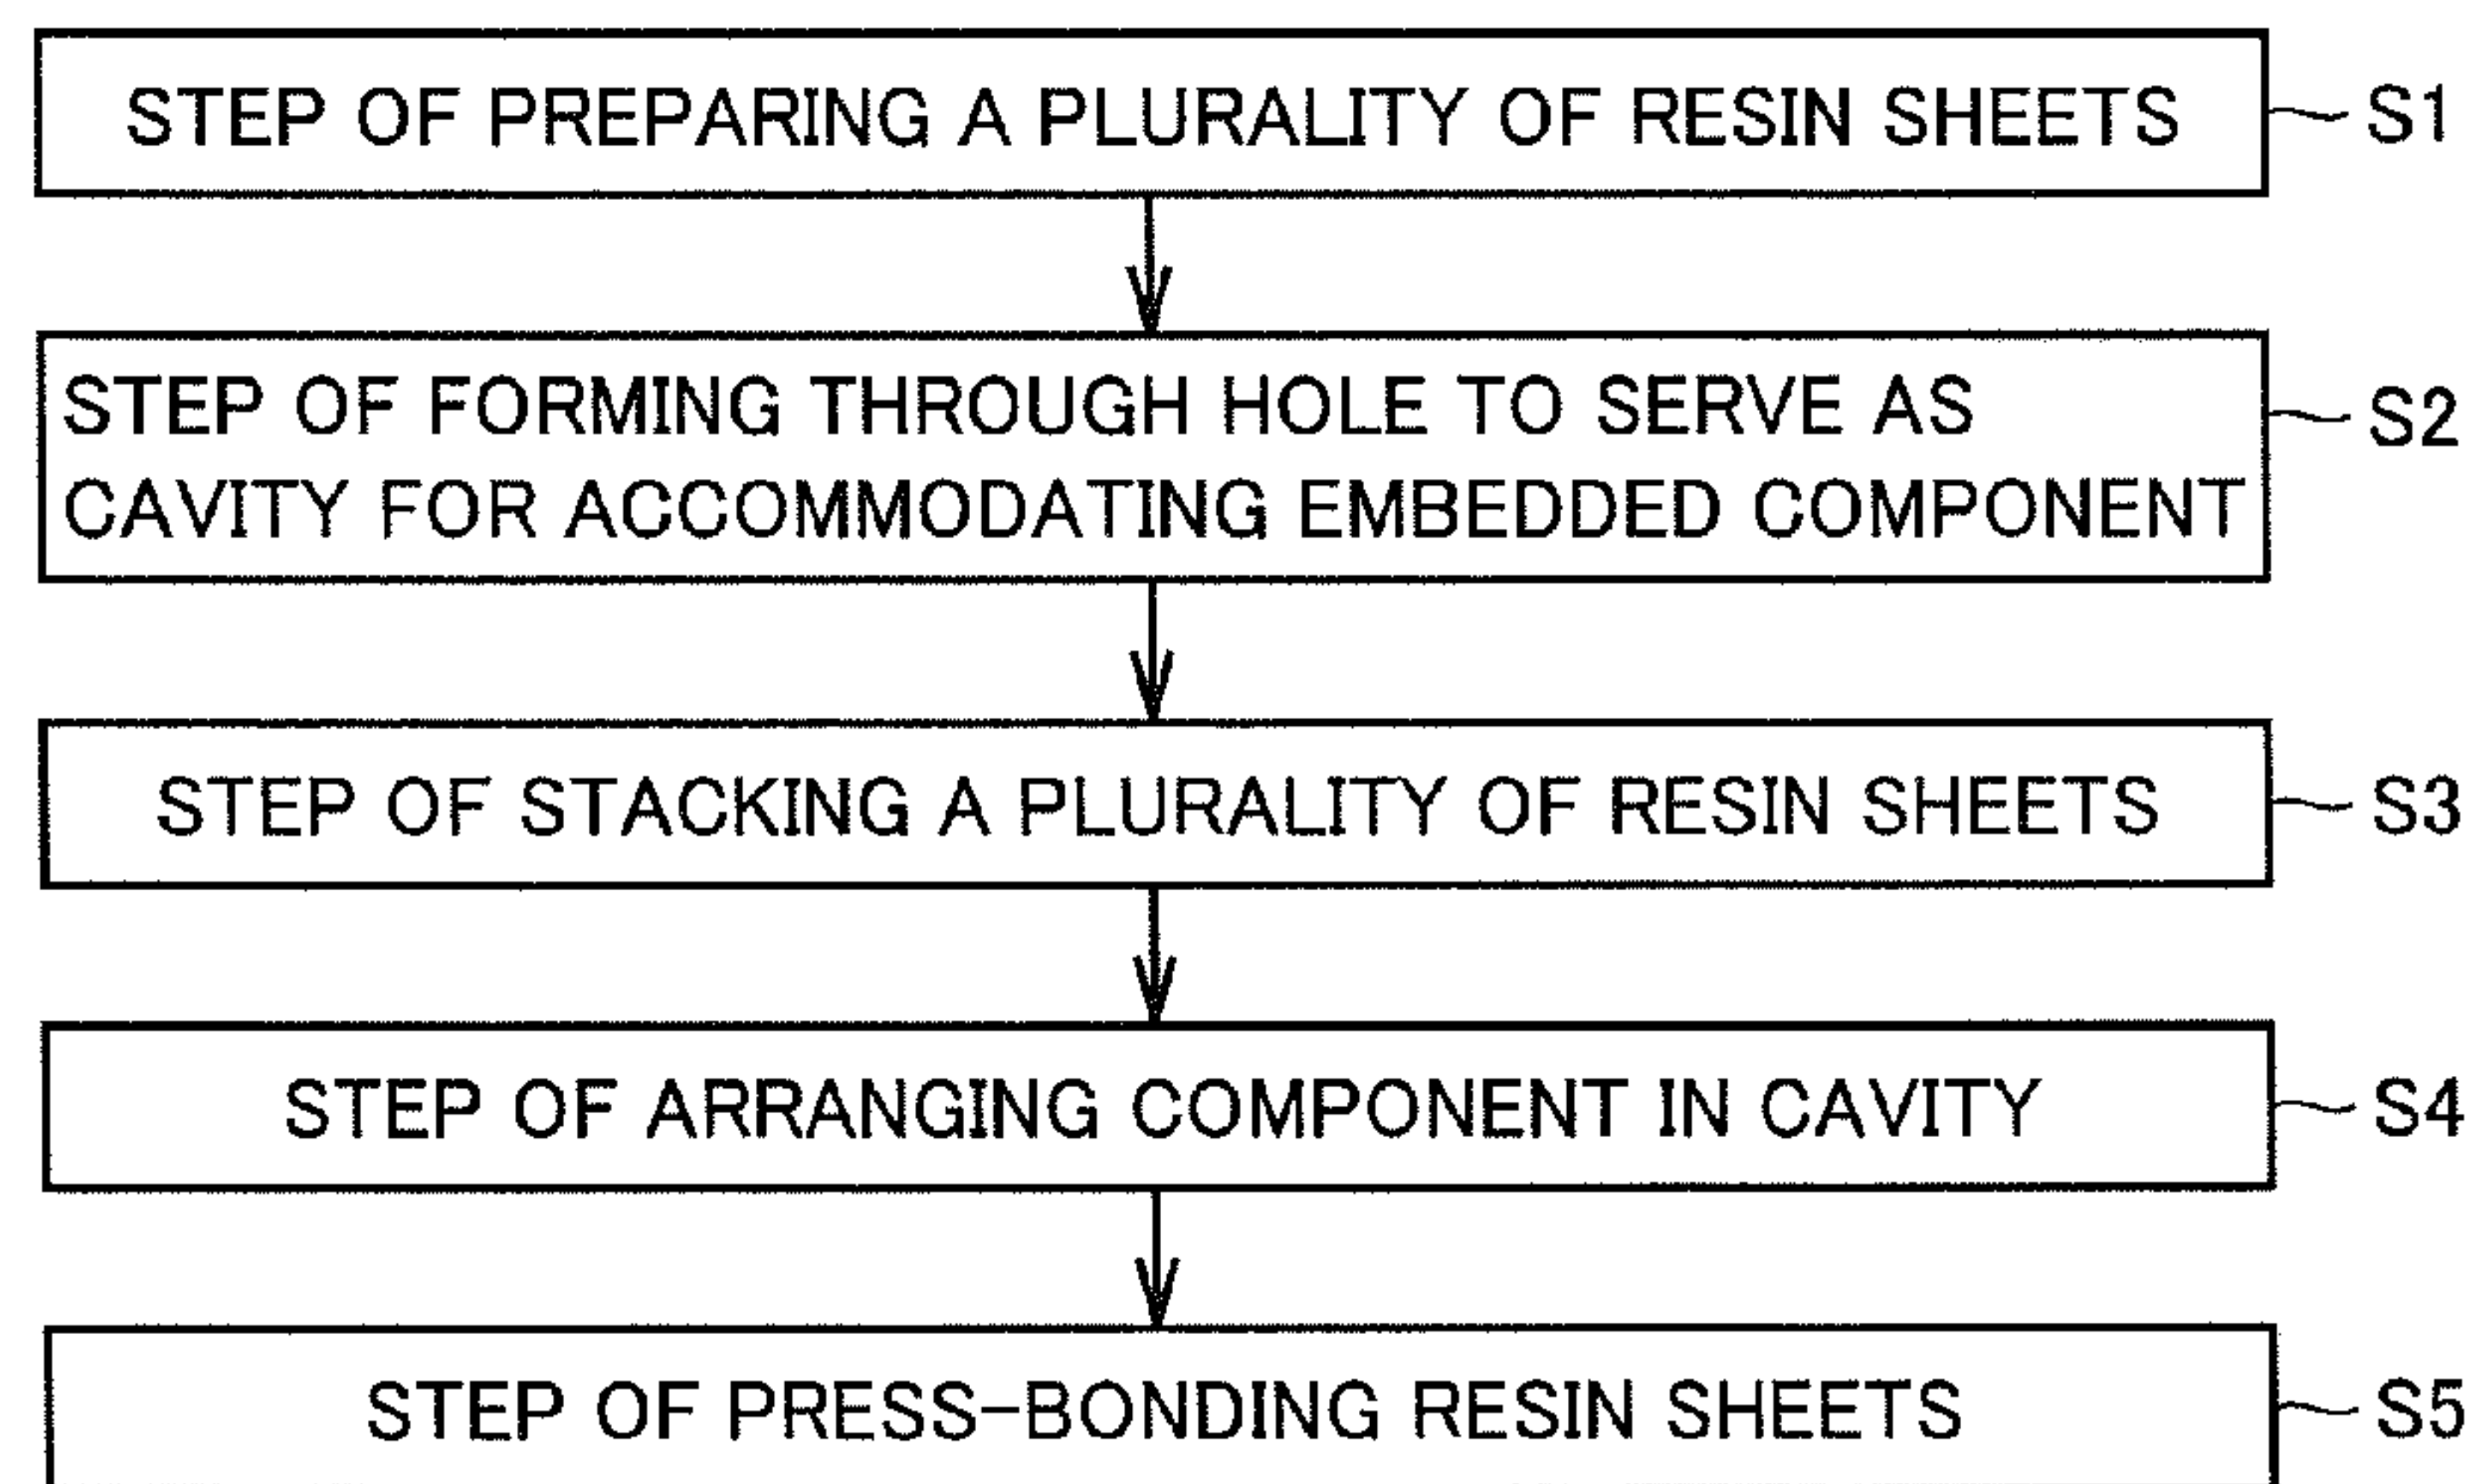 STEP OF PREPARING A PLURALITY OF RESIN SHEETS S1
STEP OF FORMING THROUGH HOLE TO SERVE AS S2
CAVITY FOR ACCOMMODATING EMBEDDED COMPONENT
STEP OF STACKING A PLURALITY OF RESIN SHEETS S3
STEP OF ARRANGING COMPONENT IN CAVITY S4
STEP OF PRESS-BONDING RESIN SHEETS S5